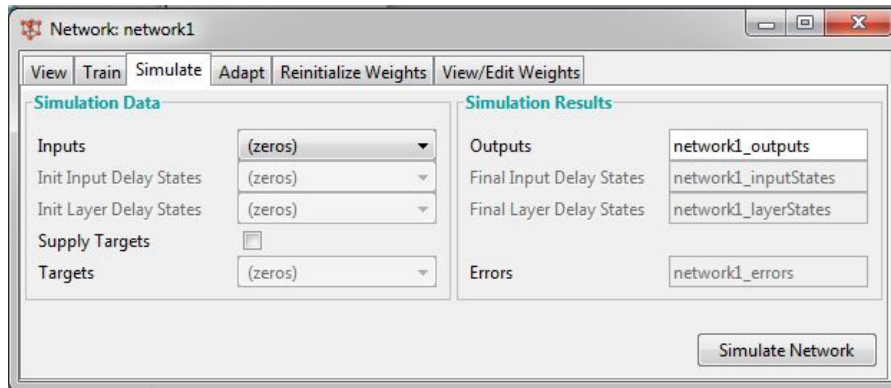 Network: network1
View Train Simulate Adapt Reinitialize Weights View/Edit Weights
Simulation Data
Inputs (zeros)
Init Input Delay States (zeros)
Init Layer Delay States (zeros)
Supply Targets
Targets (zeros)
Simulation Results
Outputs network1_outputs
Final Input Delay States network1_inputStates
Final Layer Delay States network1_layerStates
Errors network1_errors
Simulate Network